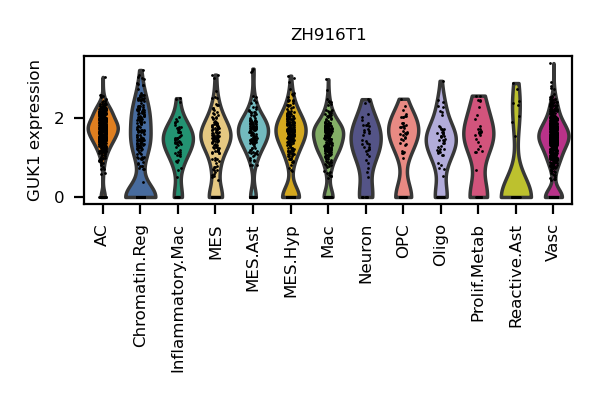 ZH916T1
GUK1 expression
2
0
AC
Chromatin.Reg
Inflammatory.Mac
MES
MES.Ast
MES.Hyp
Mac
Neuron
OPC
Oligo
Prolif.Metab
Reactive.Ast
Vasc